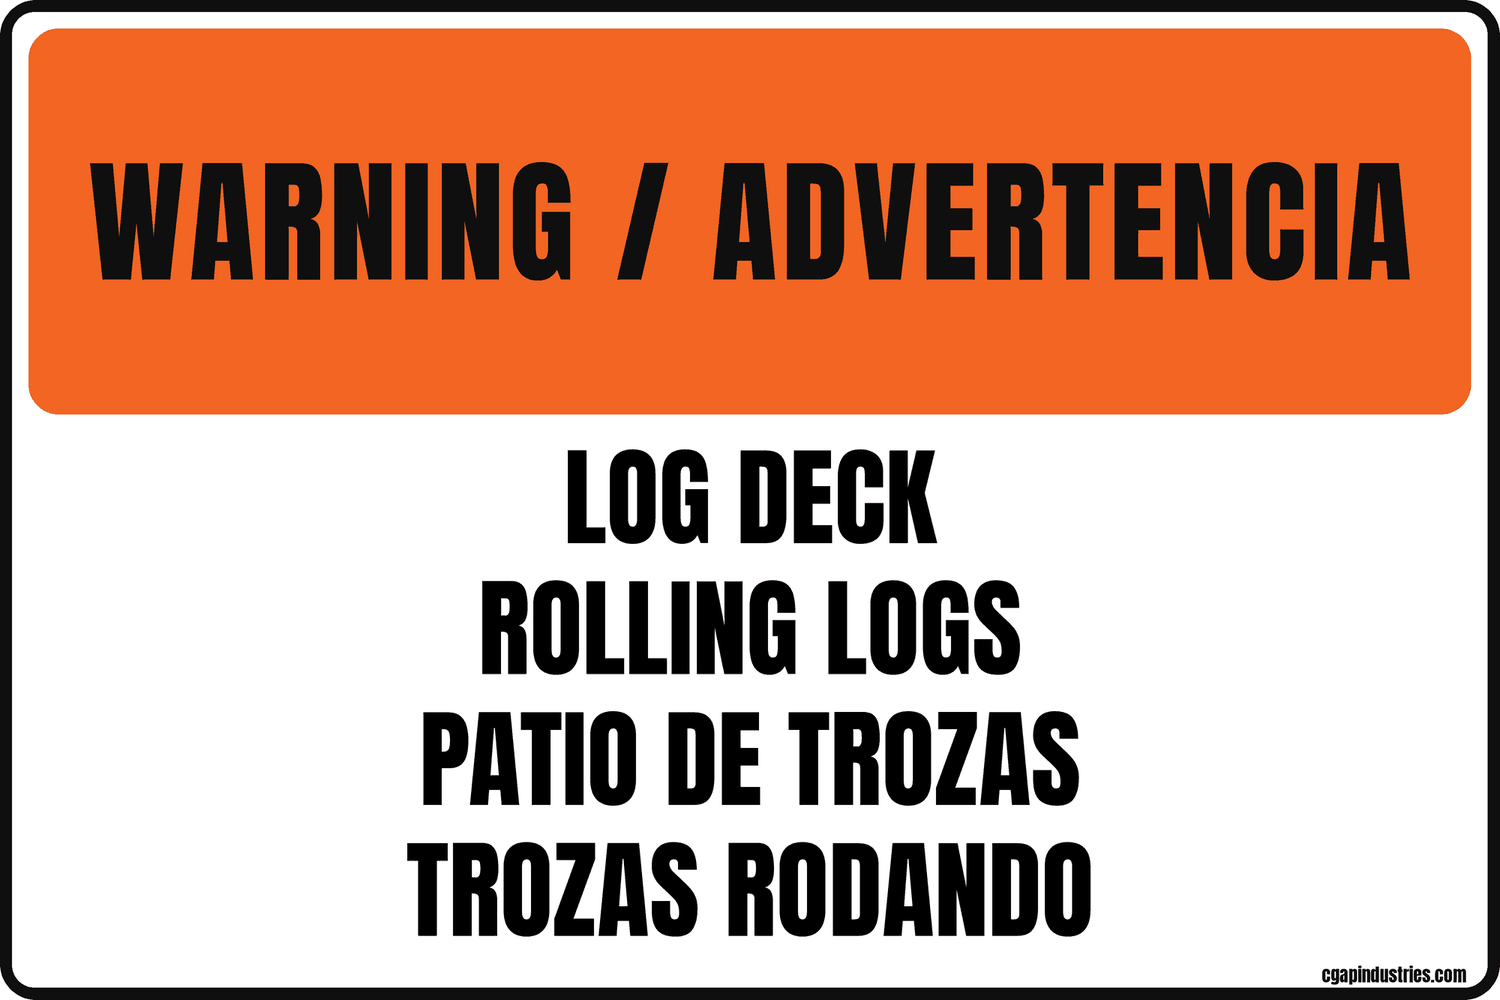 WARNING / ADVERTENCIA
LOG DECK
ROLLING LOGS
PATIO DE TROZAS
TROZAS RODANDO
cgapindustries.com